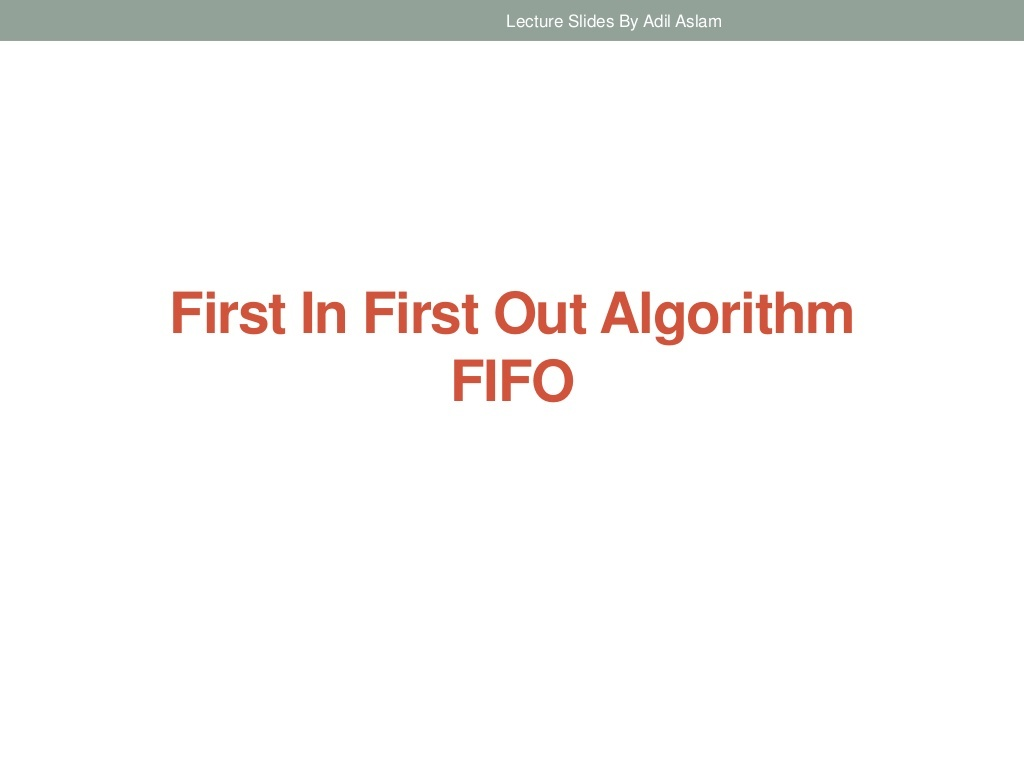 Lecture Slides By Adil Aslam
First In First Out Algorithm
FIFO